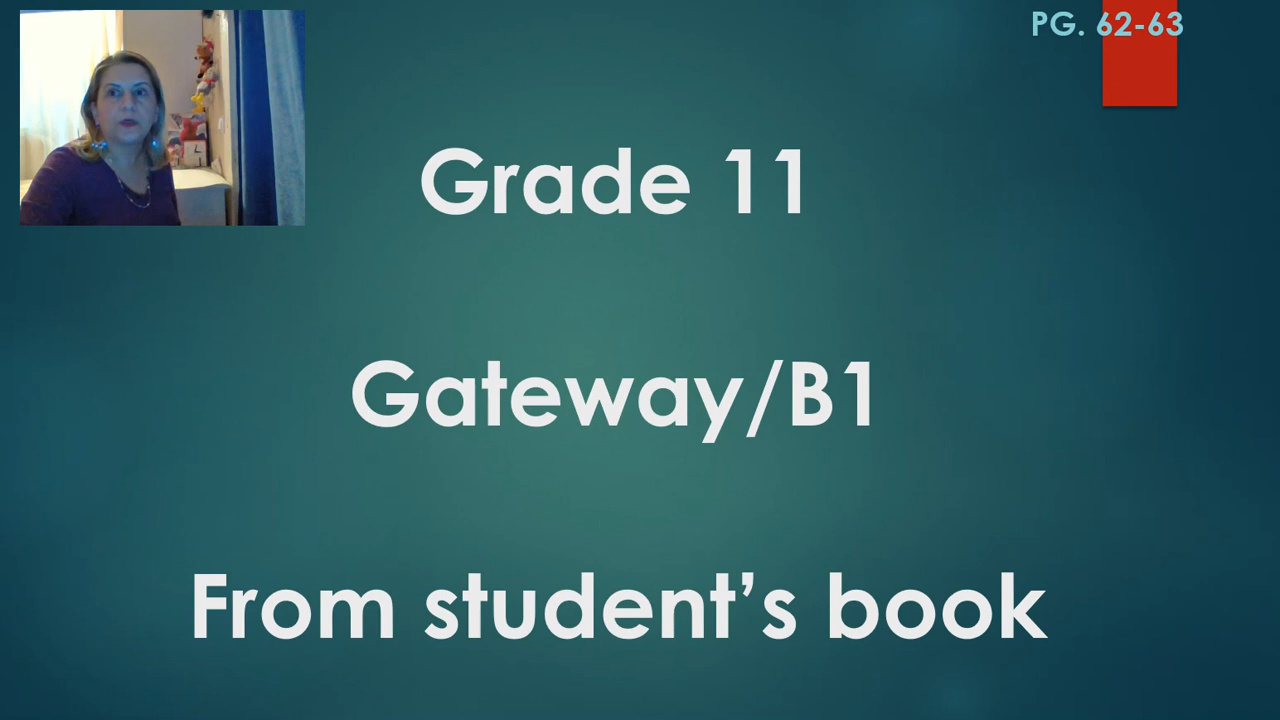 PG. 62-63
Grade 11
Gateway/B1
From student’s book